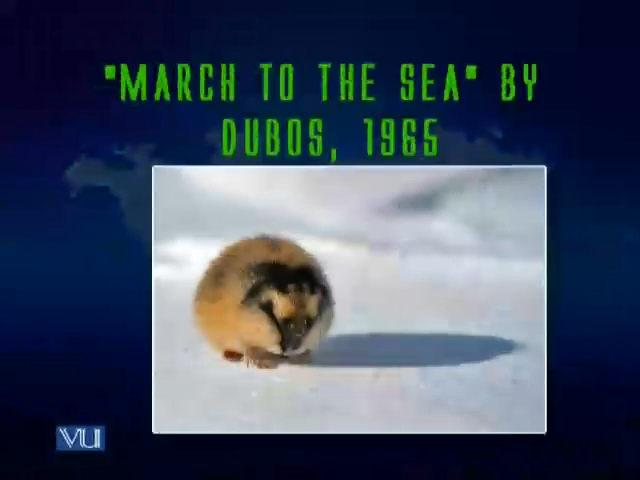 "MARCH TO THE SEA" BY
DUBOS, 1965
VU